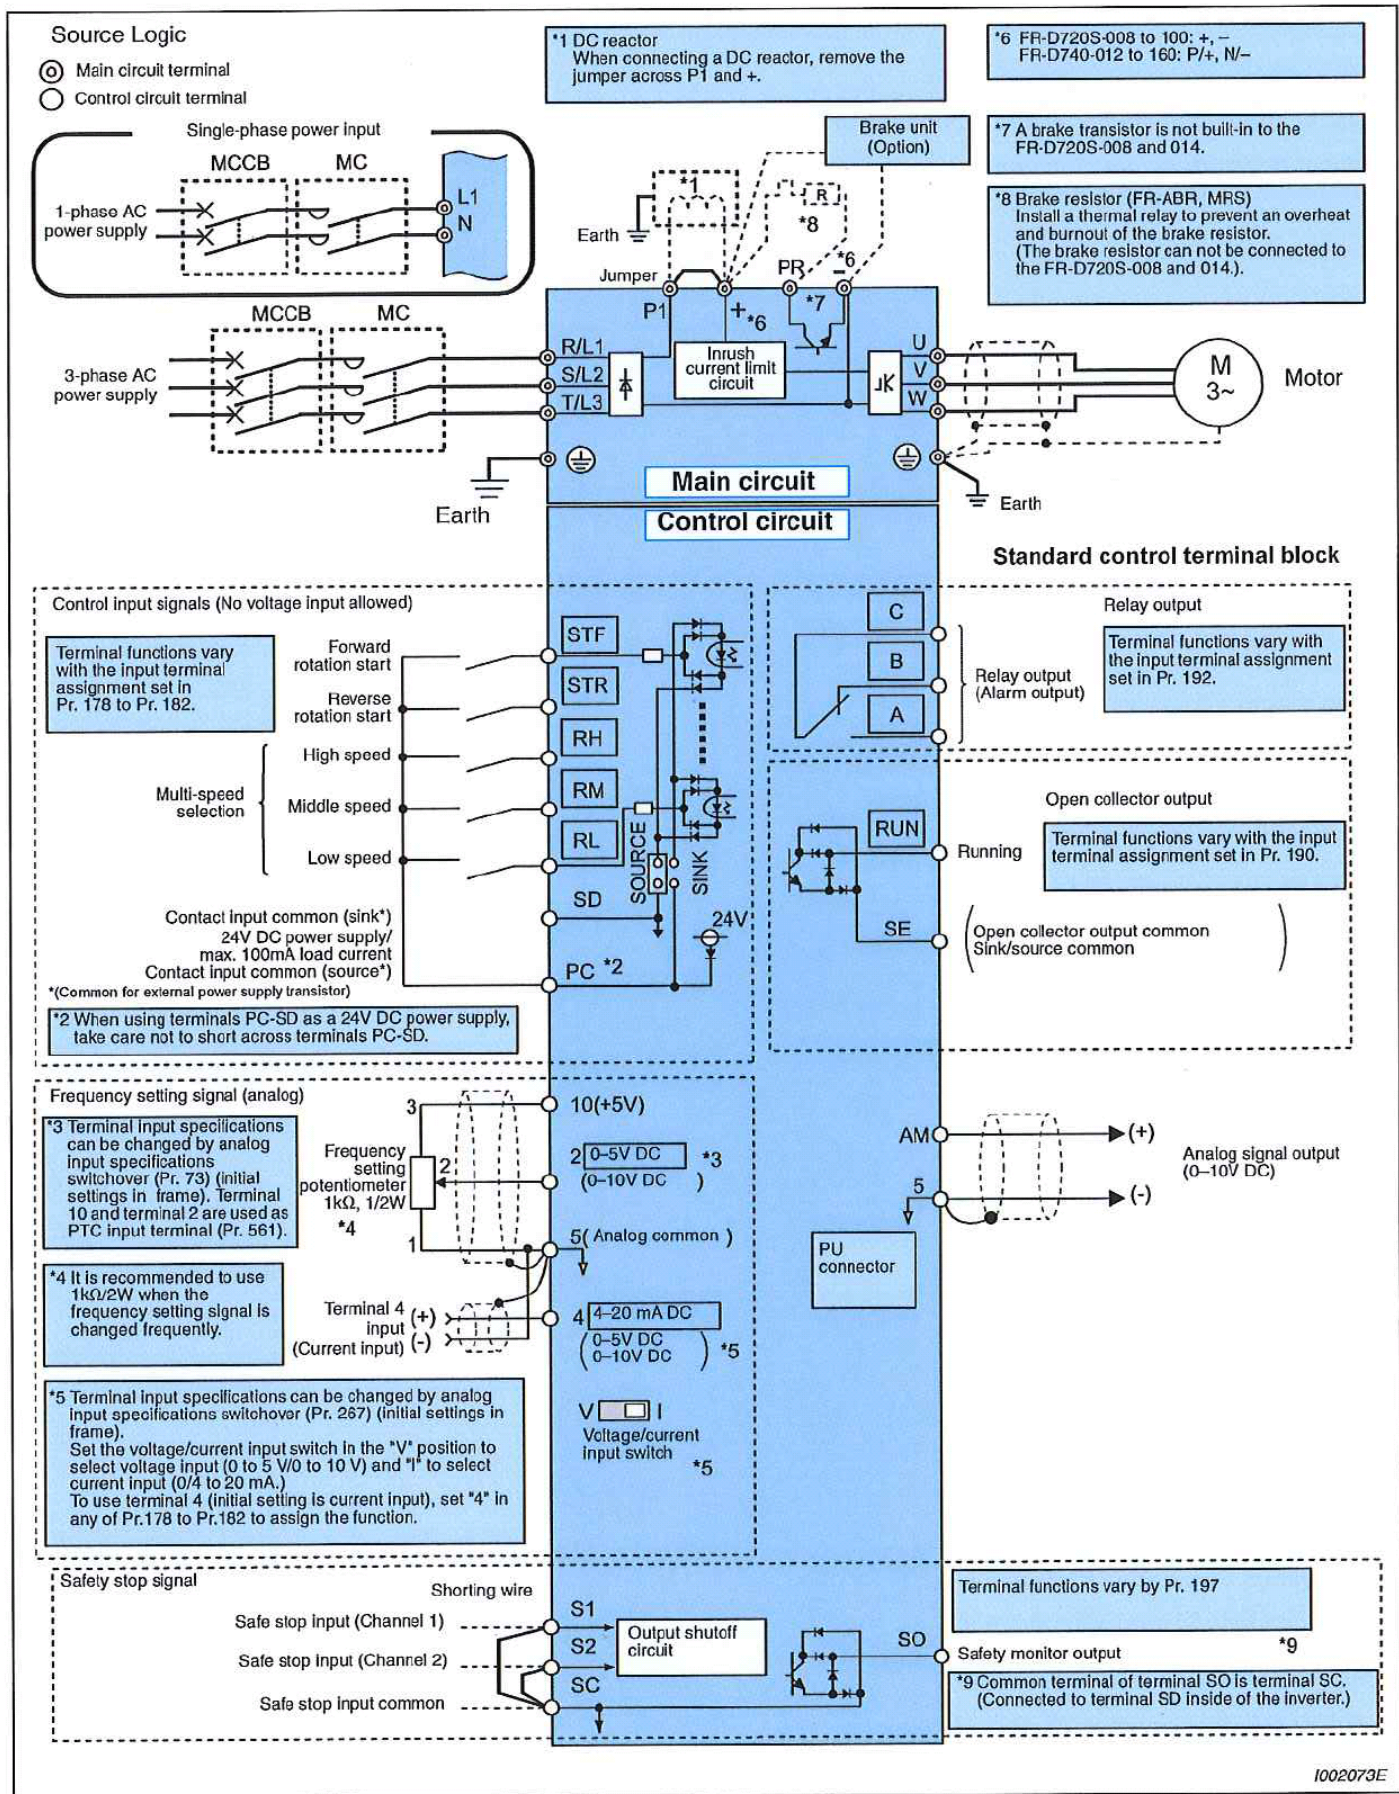 Source Logic
Main circuit terminal
Control circuit terminal
*1 DC reactor
When connecting a DC reactor, remove the
jumper across P1 and +.
*6 FR-D720S-008 to 100: +, –
FR-D740-012 to 160: P/+, N/–
Single-phase power input
MCCB
MC
1-phase AC
power supply
L1
N
Brake unit
(Option)
*7 A brake transistor is not built-in to the
FR-D720S-008 and 014.
*8 Brake resistor (FR-ABR, MRS)
Install a thermal relay to prevent an overheat
and burnout of the brake resistor.
(The brake resistor can not be connected to
the FR-D720S-008 and 014.).
*1
R
*8
Earth
Jumper
PR
*6
–
P1
+
*6
*7
MCCB
MC
3-phase AC
power supply
R/L1
S/L2
T/L3
Inrush
current limit
circuit
U
V
W
M
3~
Motor
Earth
Main circuit
Earth
Control circuit
Standard control terminal block
Control input signals (No voltage input allowed)
Terminal functions vary
with the input terminal
assignment set in
Pr. 178 to Pr. 182.
Forward
rotation start
Reverse
rotation start
High speed
Multi-speed
selection
Middle speed
Low speed
STF
STR
RH
RM
RL
SOURCE
SINK
SD
24V
Contact input common (sink*)
24V DC power supply/
max. 100mA load current
Contact input common (source*)
*(Common for external power supply transistor)
PC *2
*2 When using terminals PC-SD as a 24V DC power supply,
take care not to short across terminals PC-SD.
C
B
A
Relay output
Relay output
(Alarm output)
Terminal functions vary with
the input terminal assignment
set in Pr. 192.
Open collector output
RUN
Running
Terminal functions vary with the input
terminal assignment set in Pr. 190.
SE
Open collector output common
Sink/source common
Frequency setting signal (analog)
*3 Terminal input specifications
can be changed by analog
input specifications
switchover (Pr. 73) (initial
settings in frame). Terminal
10 and terminal 2 are used as
PTC input terminal (Pr. 561).
Frequency
setting
potentiometer
1kΩ, 1/2W
*4
3
2
1
10(+5V)
2 0–5V DC *3
(0–10V DC )
5( Analog common )
*4 It is recommended to use
1kΩ/2W when the
frequency setting signal is
changed frequently.
Terminal 4
input
(Current input)
(+)
(-)
4 4–20 mA DC
(0–5V DC
0–10V DC ) *5
*5 Terminal input specifications can be changed by analog
input specifications switchover (Pr. 267) (initial settings in
frame).
Set the voltage/current input switch in the "V" position to
select voltage input (0 to 5 V/0 to 10 V) and "I" to select
current input (0/4 to 20 mA.)
To use terminal 4 (initial setting is current input), set "4" in
any of Pr.178 to Pr.182 to assign the function.
V I
Voltage/current
input switch
*5
AM
5
(+)
(-)
Analog signal output
(0–10V DC)
PU
connector
Safety stop signal
Shorting wire
Safe stop input (Channel 1)
Safe stop input (Channel 2)
Safe stop input common
S1
S2
SC
Output shutoff
circuit
SO
Terminal functions vary by Pr. 197
Safety monitor output
*9
*9 Common terminal of terminal SO is terminal SC.
(Connected to terminal SD inside of the inverter.)
I002073E